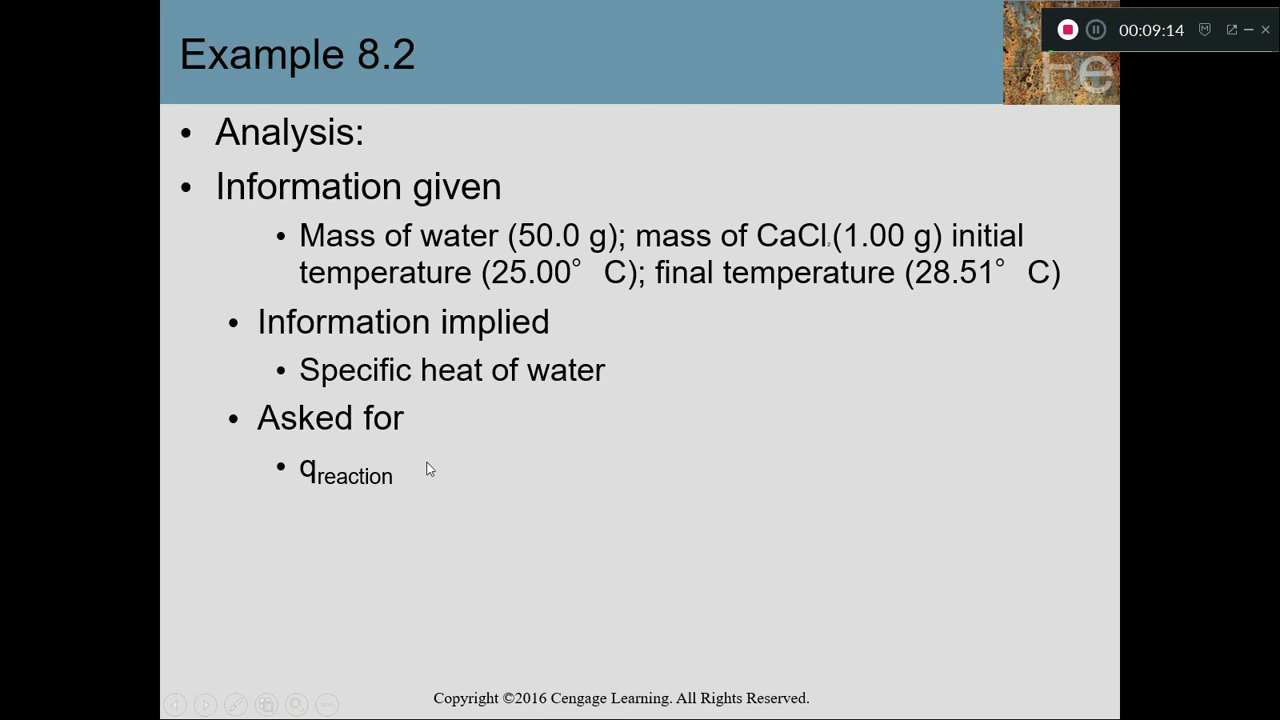 Example 8.2
00:09:14
Fe
• Analysis:
• Information given
• Mass of water (50.0 g); mass of CaCl₂(1.00 g) initial
temperature (25.00° C); final temperature (28.51° C)
• Information implied
• Specific heat of water
• Asked for
• qreaction
Copyright ©2016 Cengage Learning. All Rights Reserved.